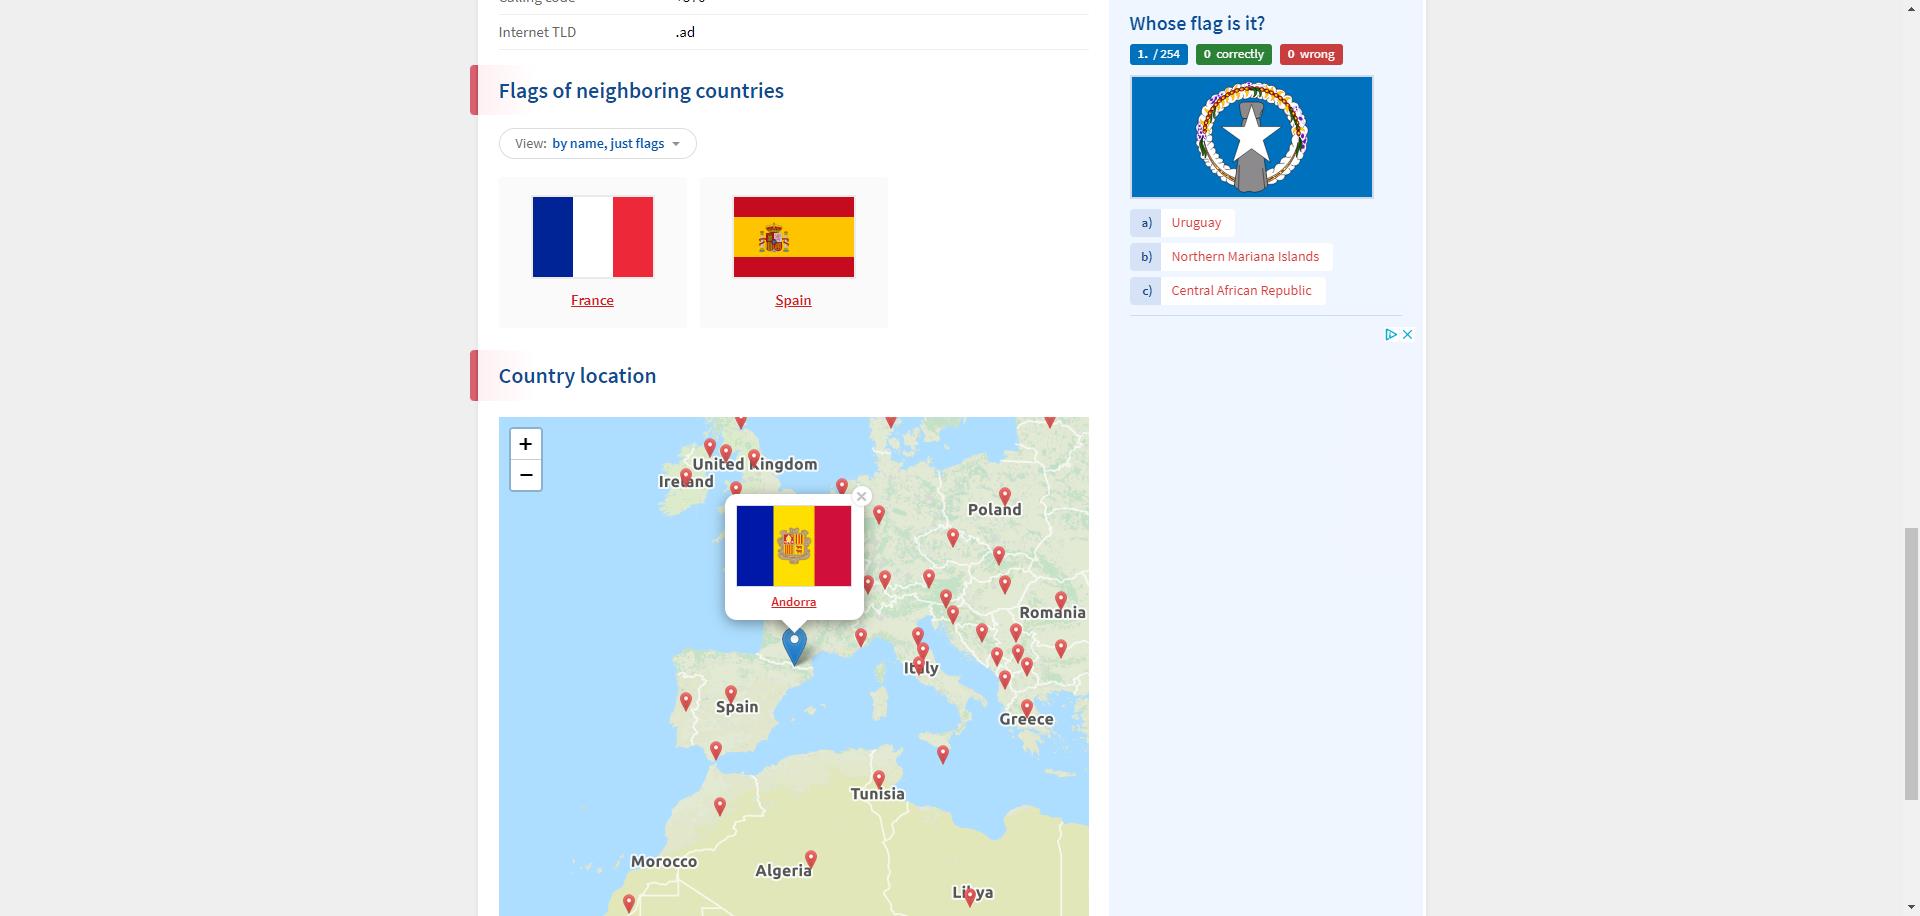 Internet TLD .ad
Flags of neighboring countries
View: by name, just flags
France
Spain
Country location
+
−
United Kingdom
Ireland
Poland
Andorra
Romania
Italy
Spain
Greece
Tunisia
Morocco
Algeria
Libya
Whose flag is it?
1. / 254 0 correctly 0 wrong
a) Uruguay
b) Northern Mariana Islands
c) Central African Republic